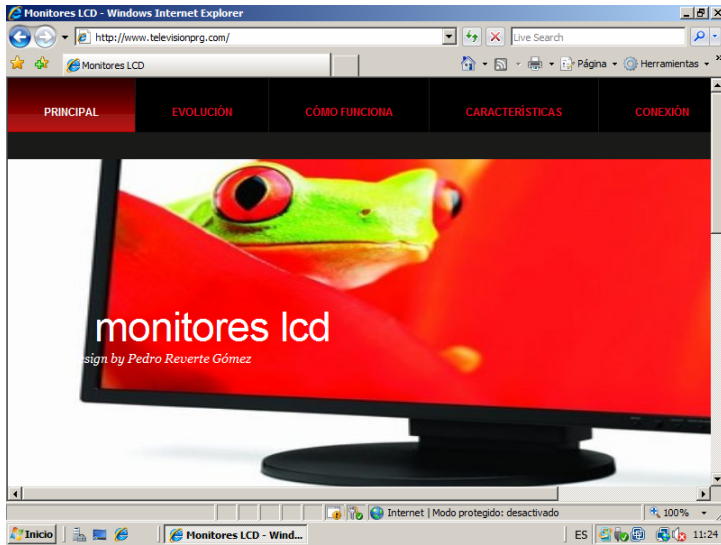 Monitores LCD - Windows Internet Explorer
http://www.televisionprg.com/
Live Search
Monitores LCD
Página
Herramientas
»
PRINCIPAL
EVOLUCIÓN
CÓMO FUNCIONA
CARACTERÍSTICAS
CONEXIÓN
monitores lcd
sign by Pedro Reverte Gómez
Internet | Modo protegido: desactivado
100%
Inicio
Monitores LCD - Wind...
ES
11:24